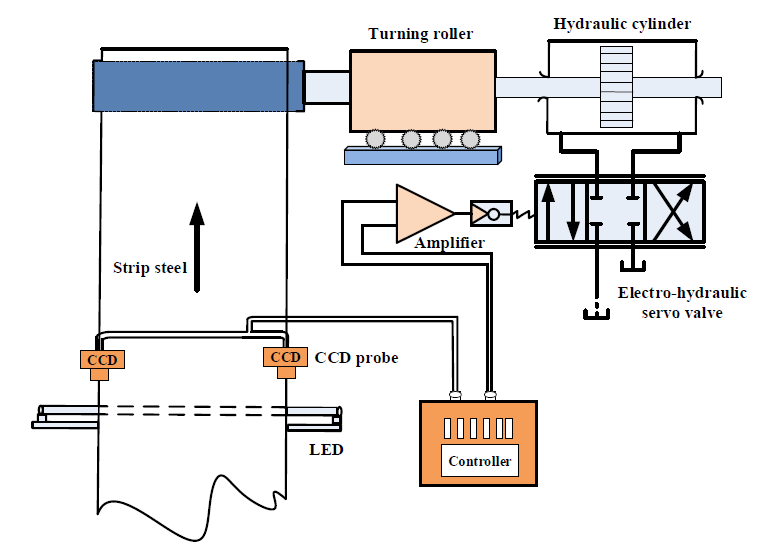 Hydraulic cylinder
Turning roller
Amplifier
Strip steel
Electro-hydraulic
servo valve
CCD
CCD
CCD probe
LED
Controller